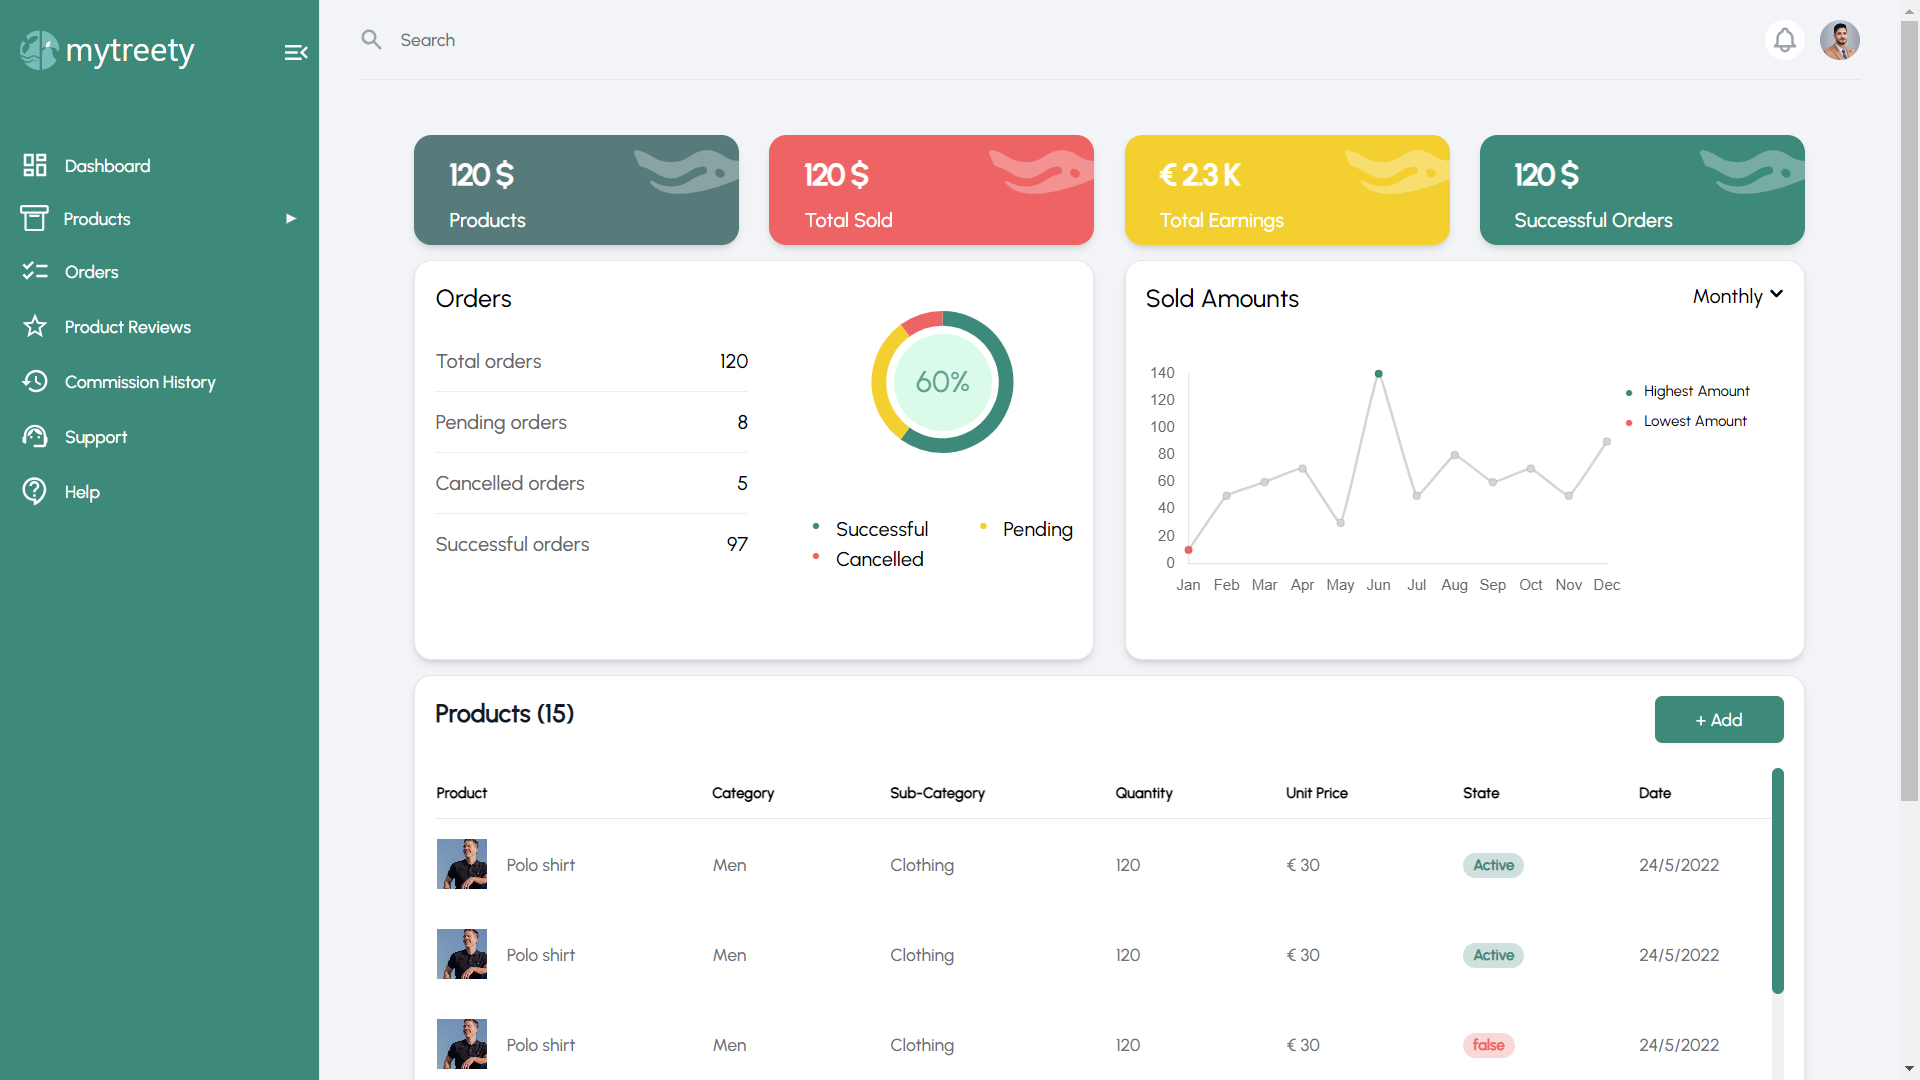 mytreety
Search
Dashboard
Products
Orders
Product Reviews
Commission History
Support
Help
120 $
Products
120 $
Total Sold
€ 2.3 K
Total Earnings
120 $
Successful Orders
Orders
Total orders 120
Pending orders 8
Cancelled orders 5
Successful orders 97
60%
Successful Pending
Cancelled
Sold Amounts
Monthly
140
120
100
80
60
40
20
0
Jan Feb Mar Apr May Jun Jul Aug Sep Oct Nov Dec
Highest Amount
Lowest Amount
Products (15)
+ Add
Product Category Sub-Category Quantity Unit Price State Date
Polo shirt Men Clothing 120 € 30 Active 24/5/2022
Polo shirt Men Clothing 120 € 30 Active 24/5/2022
Polo shirt Men Clothing 120 € 30 false 24/5/2022